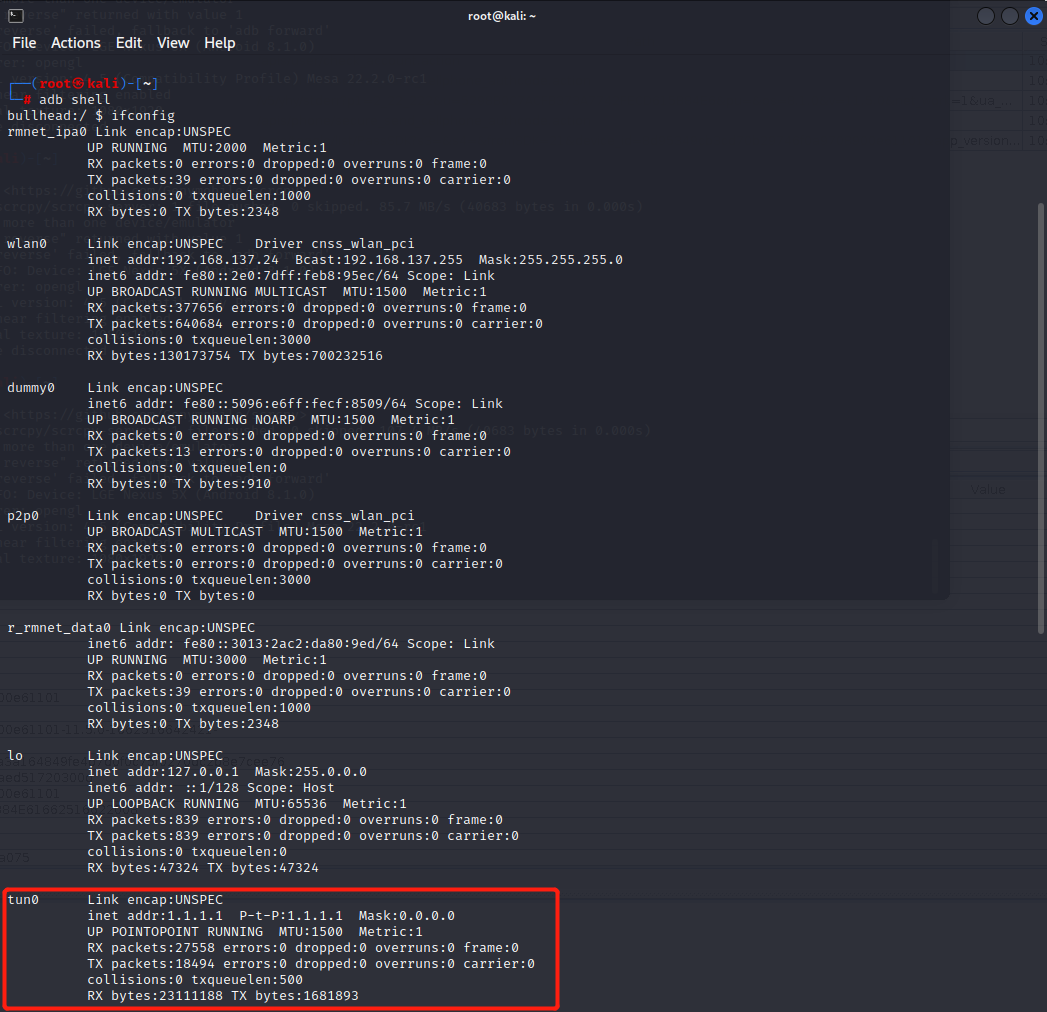 root@kali: ~
File Actions Edit View Help
┌──(root㉿kali)-[~]
└─# adb shell
bullhead:/ $ ifconfig
rmnet_ipa0 Link encap:UNSPEC
UP RUNNING MTU:2000 Metric:1
RX packets:0 errors:0 dropped:0 overruns:0 frame:0
TX packets:39 errors:0 dropped:0 overruns:0 carrier:0
collisions:0 txqueuelen:1000
RX bytes:0 TX bytes:2348
wlan0 Link encap:UNSPEC Driver cnss_wlan_pci
inet addr:192.168.137.24 Bcast:192.168.137.255 Mask:255.255.255.0
inet6 addr: fe80::2e0:7dff:feb8:95ec/64 Scope: Link
UP BROADCAST RUNNING MULTICAST MTU:1500 Metric:1
RX packets:377656 errors:0 dropped:0 overruns:0 frame:0
TX packets:640684 errors:0 dropped:0 overruns:0 carrier:0
collisions:0 txqueuelen:3000
RX bytes:130173754 TX bytes:700232516
dummy0 Link encap:UNSPEC
inet6 addr: fe80::5096:e6ff:fecf:8509/64 Scope: Link
UP BROADCAST RUNNING NOARP MTU:1500 Metric:1
RX packets:0 errors:0 dropped:0 overruns:0 frame:0
TX packets:13 errors:0 dropped:0 overruns:0 carrier:0
collisions:0 txqueuelen:0
RX bytes:0 TX bytes:910
p2p0 Link encap:UNSPEC Driver cnss_wlan_pci
UP BROADCAST MULTICAST MTU:1500 Metric:1
RX packets:0 errors:0 dropped:0 overruns:0 frame:0
TX packets:0 errors:0 dropped:0 overruns:0 carrier:0
collisions:0 txqueuelen:3000
RX bytes:0 TX bytes:0
r_rmnet_data0 Link encap:UNSPEC
inet6 addr: fe80::3013:2ac2:da80:9ed/64 Scope: Link
UP RUNNING MTU:3000 Metric:1
RX packets:0 errors:0 dropped:0 overruns:0 frame:0
TX packets:39 errors:0 dropped:0 overruns:0 carrier:0
collisions:0 txqueuelen:1000
RX bytes:0 TX bytes:2348
lo Link encap:UNSPEC
inet addr:127.0.0.1 Mask:255.0.0.0
inet6 addr: ::1/128 Scope: Host
UP LOOPBACK RUNNING MTU:65536 Metric:1
RX packets:839 errors:0 dropped:0 overruns:0 frame:0
TX packets:839 errors:0 dropped:0 overruns:0 carrier:0
collisions:0 txqueuelen:0
RX bytes:47324 TX bytes:47324
tun0 Link encap:UNSPEC
inet addr:1.1.1.1 P-t-P:1.1.1.1 Mask:0.0.0.0
UP POINTOPOINT RUNNING MTU:1500 Metric:1
RX packets:27558 errors:0 dropped:0 overruns:0 frame:0
TX packets:18494 errors:0 dropped:0 overruns:0 carrier:0
collisions:0 txqueuelen:500
RX bytes:23111188 TX bytes:1681893